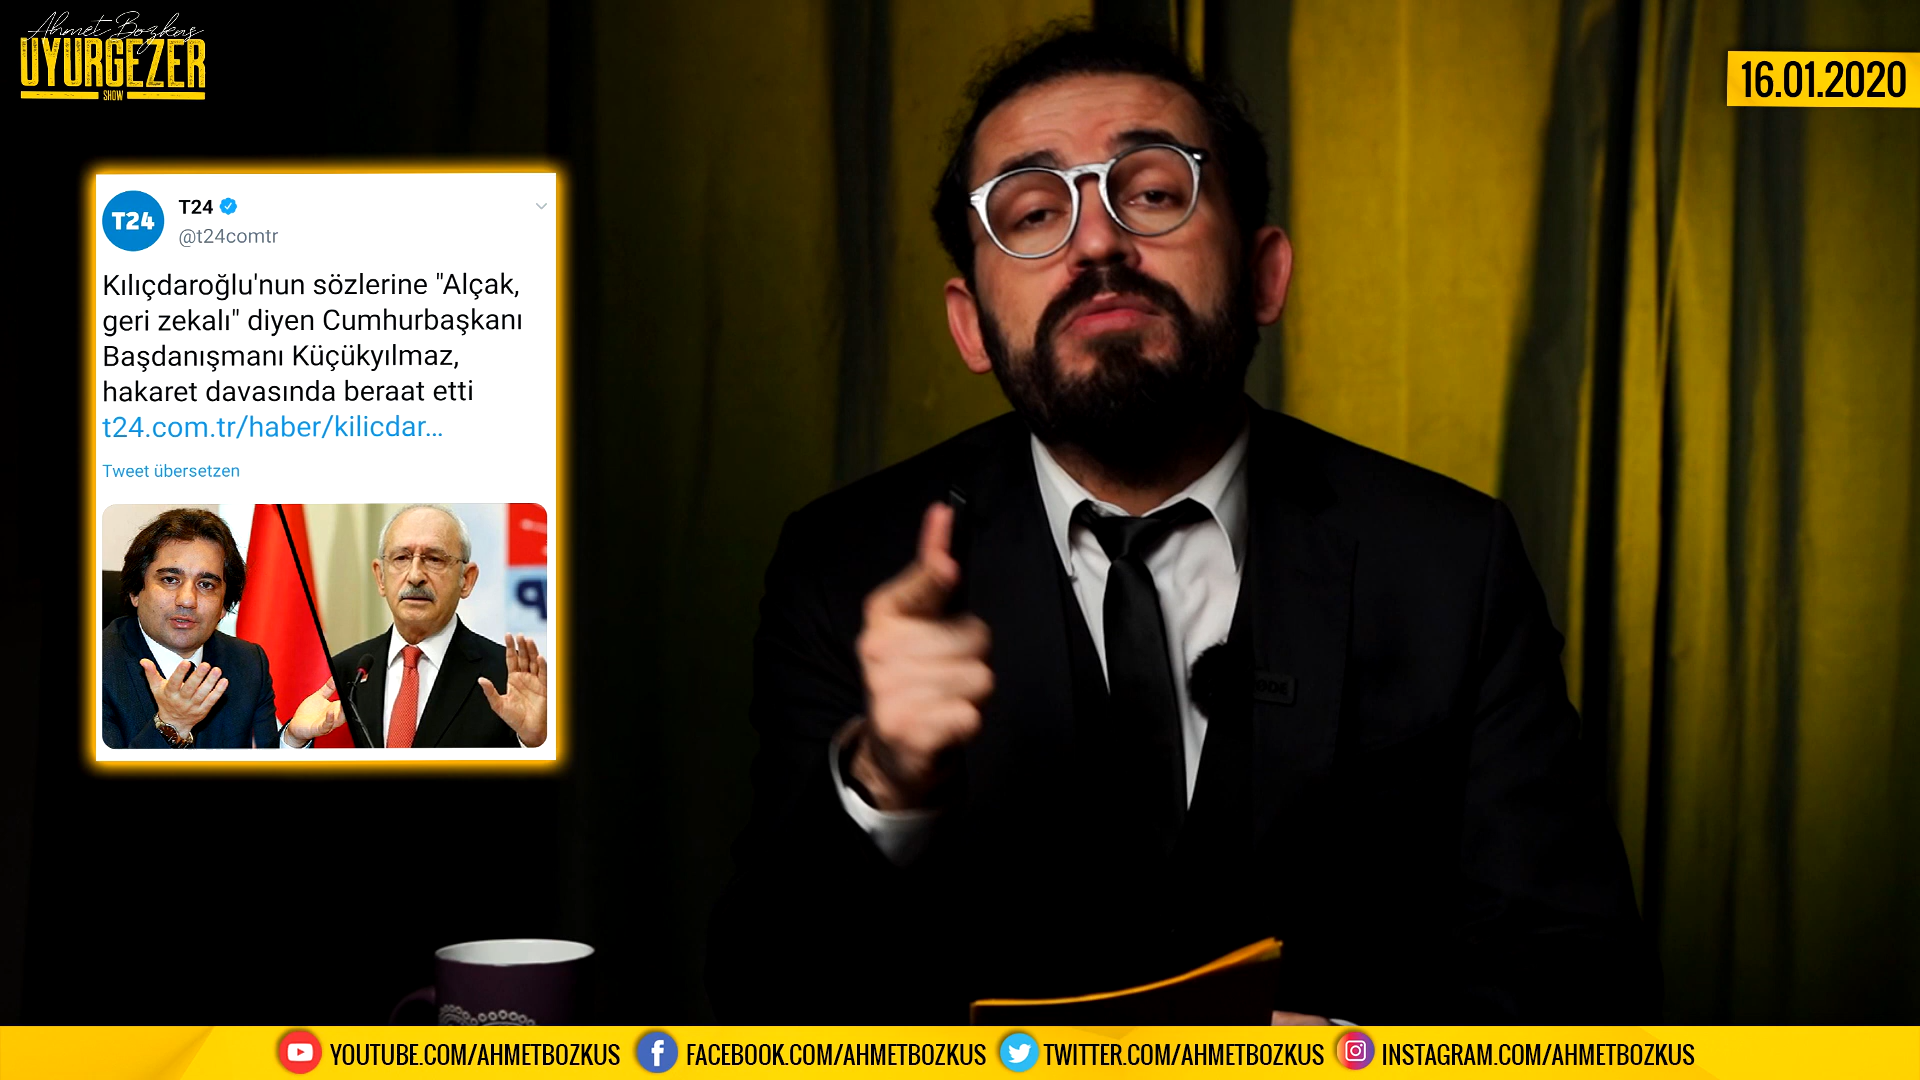 Ahmet Bozkuş
UYURGEZER
SHOW
16.01.2020
T24
T24
@t24comtr
Kılıçdaroğlu'nun sözlerine "Alçak,
geri zekalı" diyen Cumhurbaşkanı
Başdanışmanı Küçükyılmaz,
hakaret davasında beraat etti
t24.com.tr/haber/kilicdar...
Tweet übersetzen
YOUTUBE.COM/AHMETBOZKUS
FACEBOOK.COM/AHMETBOZKUS
TWITTER.COM/AHMETBOZKUS
INSTAGRAM.COM/AHMETBOZKUS